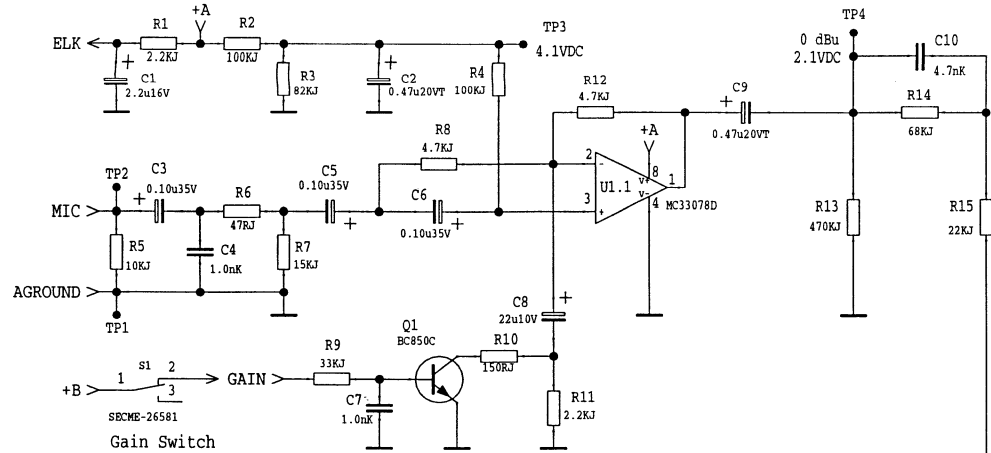 ELK
R1
2.2KJ
+A
R2
100KJ
+
C1
2.2u16V
R3
82KJ
+
C2
0.47u20VT
R4
100KJ
TP3
4.1VDC
TP4
0 dBu
2.1VDC
C10
4.7nK
R12
4.7KJ
+
C9
0.47u20VT
R14
68KJ
R8
4.7KJ
+A
2
-
8
V+
U1.1
1
V-
3
+
4
MC33078D
TP2
C3
0.10u35V
+
MIC
R6
47RJ
C5
0.10u35V
+
C6
+
0.10u35V
R5
10KJ
C4
1.0nK
R7
15KJ
R13
470KJ
R15
22KJ
AGROUND
TP1
C8
+
22u10V
Q1
BC850C
R10
150RJ
R9
33KJ
S1
+B
1
2
3
GAIN
C7
1.0nK
R11
2.2KJ
SECME-26581
Gain Switch